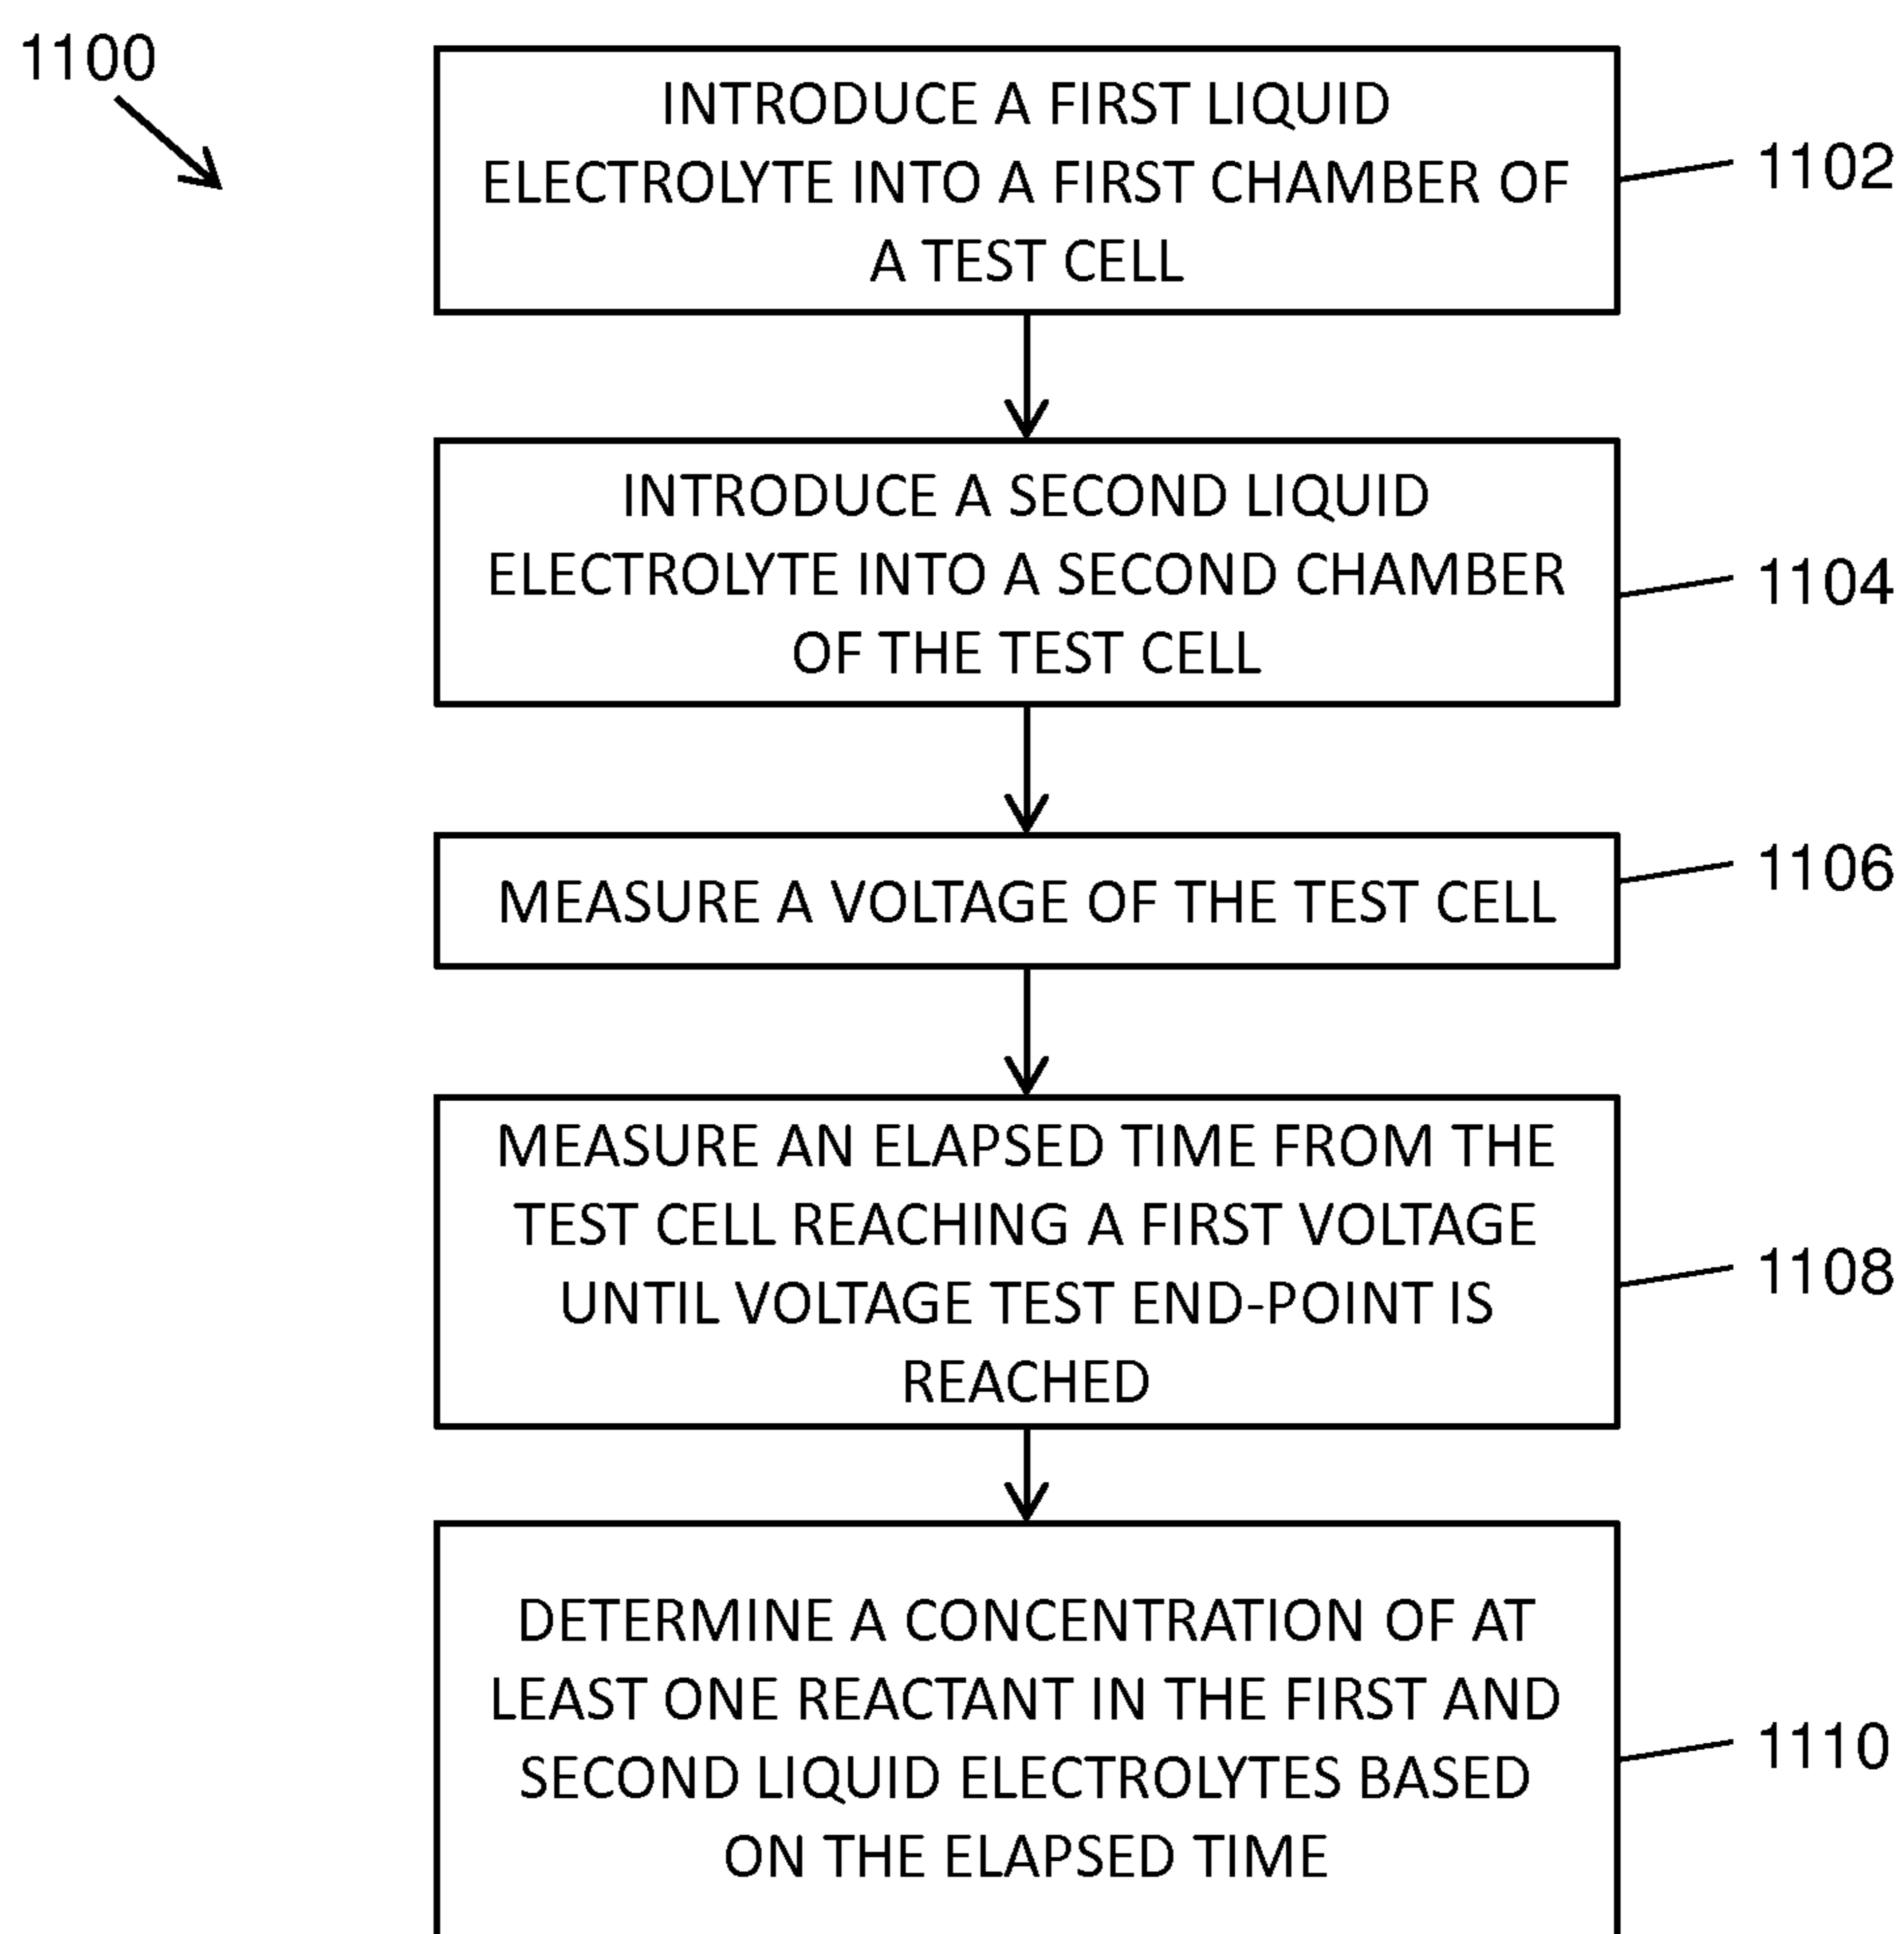 1100
INTRODUCE A FIRST LIQUID
ELECTROLYTE INTO A FIRST CHAMBER OF
A TEST CELL
1102
INTRODUCE A SECOND LIQUID
ELECTROLYTE INTO A SECOND CHAMBER
OF THE TEST CELL
1104
MEASURE A VOLTAGE OF THE TEST CELL
1106
MEASURE AN ELAPSED TIME FROM THE
TEST CELL REACHING A FIRST VOLTAGE
UNTIL VOLTAGE TEST END-POINT IS
REACHED
1108
DETERMINE A CONCENTRATION OF AT
LEAST ONE REACTANT IN THE FIRST AND
SECOND LIQUID ELECTROLYTES BASED
ON THE ELAPSED TIME
1110